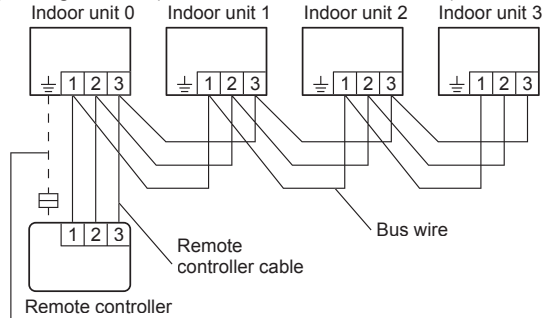 Indoor unit 0 Indoor unit 1 Indoor unit 2 Indoor unit 3
1 2 3 1 2 3 1 2 3 1 2 3
1 2 3
Bus wire
Remote
controller cable
Remote controller